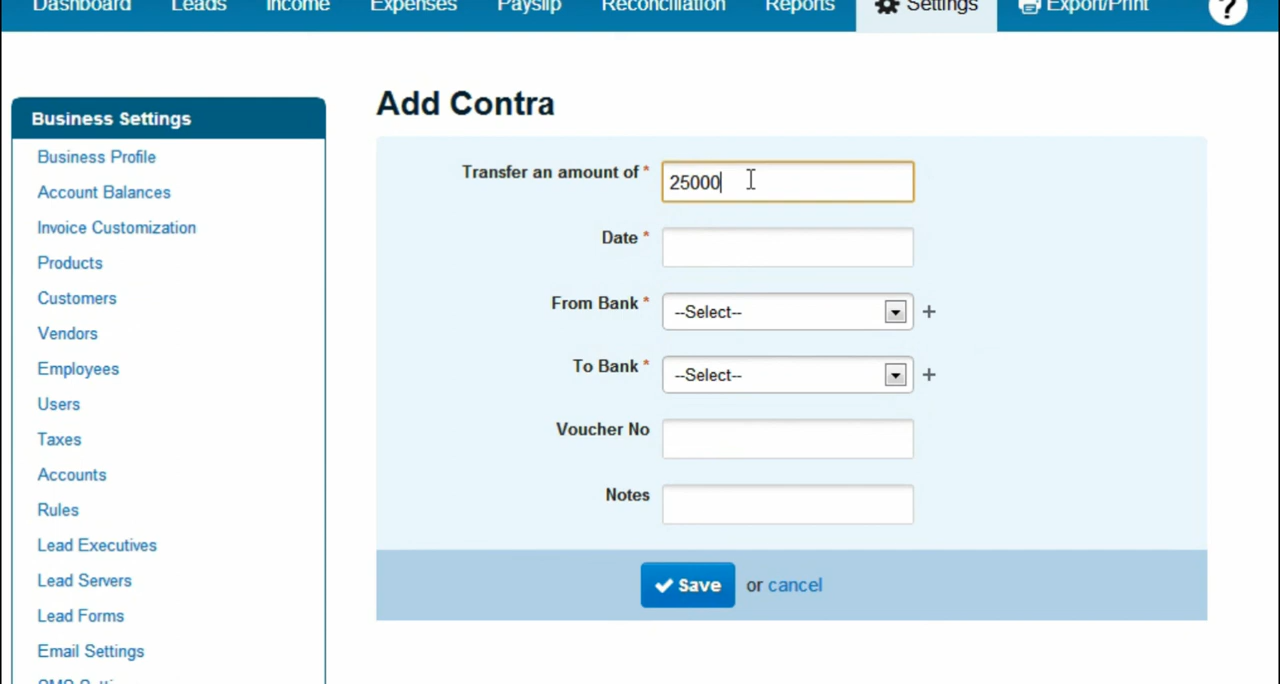 Dashboard Leads Income Expenses Payslip Reconciliation Reports Settings Export/Print ?
Add Contra
Business Settings
Business Profile
Account Balances
Invoice Customization
Products
Customers
Vendors
Employees
Users
Taxes
Accounts
Rules
Lead Executives
Lead Servers
Lead Forms
Email Settings
Transfer an amount of * 25000
Date *
From Bank * --Select-- +
To Bank * --Select-- +
Voucher No
Notes
Save or cancel